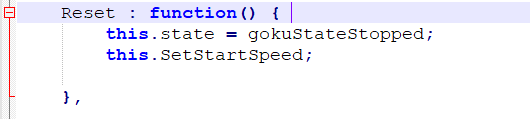 Reset : function() {
this.state = gokuStateStopped;
this.SetStartSpeed;
},